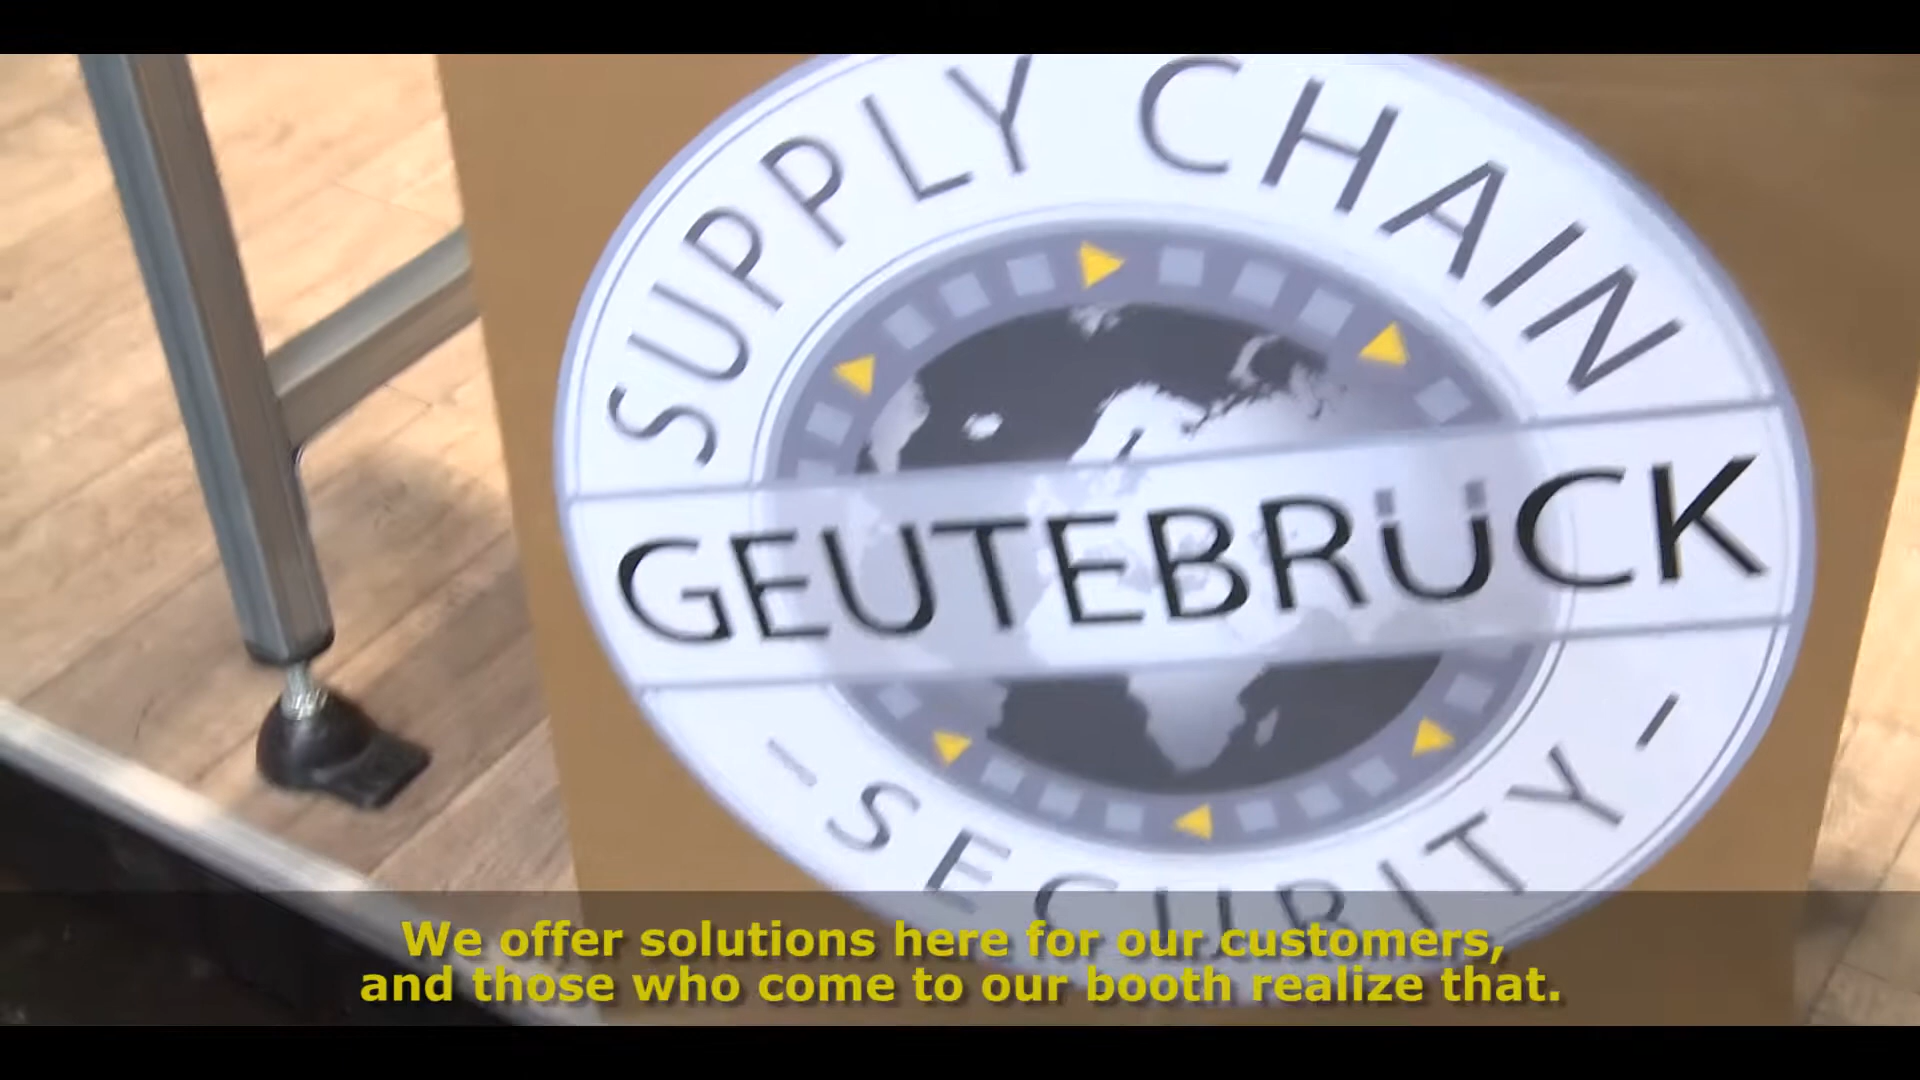 SUPPLY CHAIN
GEUTEBRÜCK
- SECURITY -
We offer solutions here for our customers,
and those who come to our booth realize that.